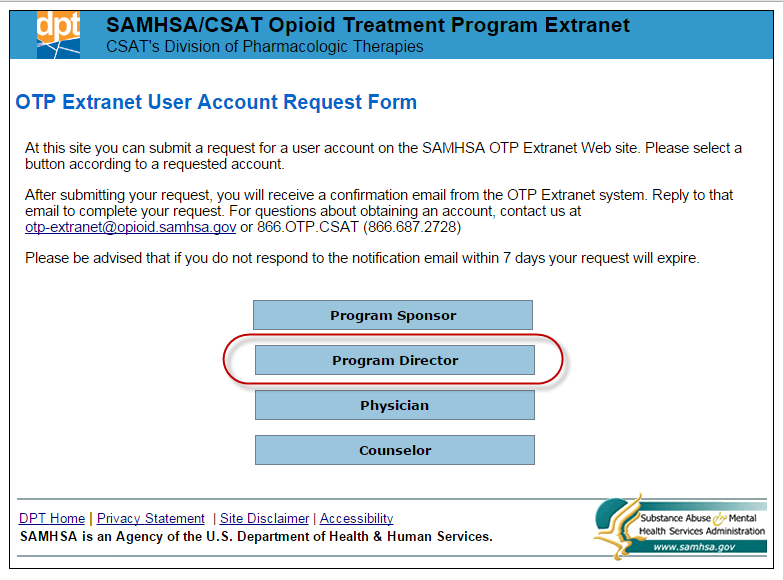 dpt
SAMHSA/CSAT Opioid Treatment Program Extranet
CSAT's Division of Pharmacologic Therapies
OTP Extranet User Account Request Form
At this site you can submit a request for a user account on the SAMHSA OTP Extranet Web site. Please select a
button according to a requested account.
After submitting your request, you will receive a confirmation email from the OTP Extranet system. Reply to that
email to complete your request. For questions about obtaining an account, contact us at
otp-extranet@opioid.samhsa.gov or 866.OTP.CSAT (866.687.2728)
Please be advised that if you do not respond to the notification email within 7 days your request will expire.
Program Sponsor
Program Director
Physician
Counselor
DPT Home | Privacy Statement | Site Disclaimer | Accessibility
SAMHSA is an Agency of the U.S. Department of Health & Human Services.
Substance Abuse and Mental
Health Services Administration
www.samhsa.gov